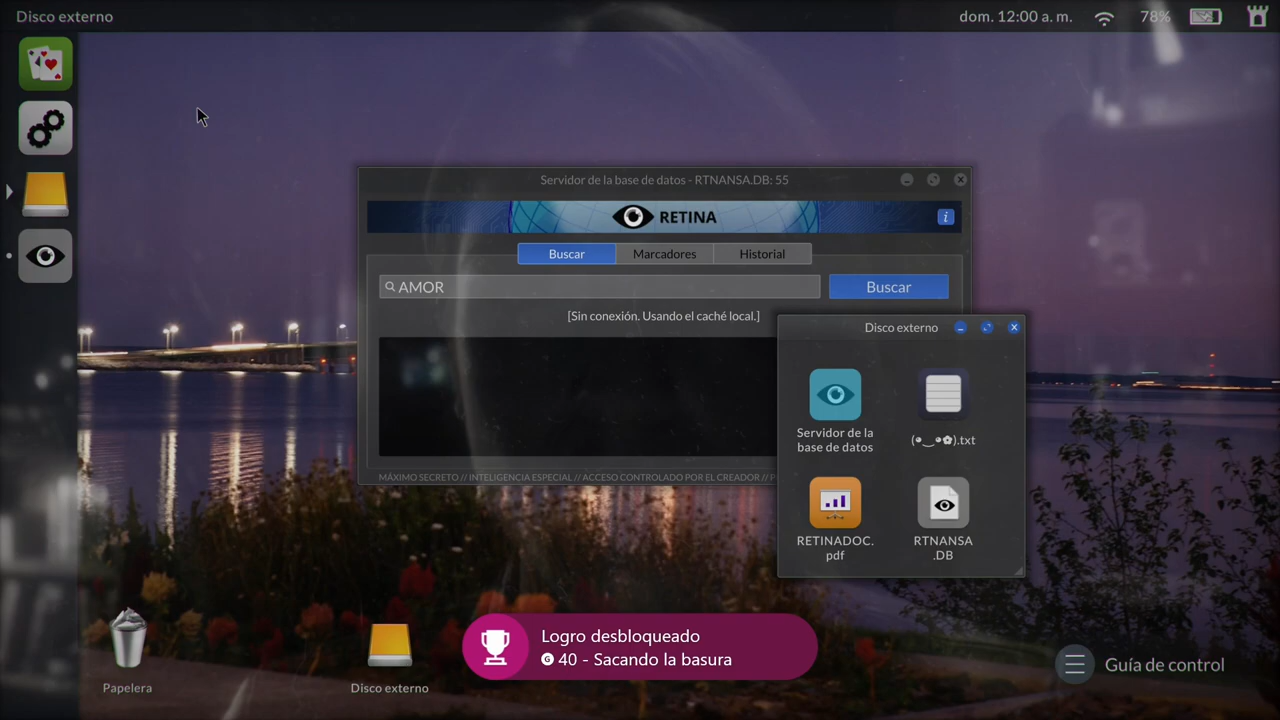 Disco externo
dom. 12:00 a. m.
78%
Servidor de la base de datos - RTNANSA.DB: 55
RETINA
i
Buscar
Marcadores
Historial
AMOR
Buscar
[Sin conexión. Usando el caché local.]
Disco externo
Servidor de la
base de datos
(•‿•✿).txt
RETINADOC.
pdf
RTNANSA
.DB
MÁXIMO SECRETO // INTELIGENCIA ESPECIAL // ACCESO CONTROLADO POR EL CREADOR // P
Logro desbloqueado
G 40 - Sacando la basura
Papelera
Disco externo
Guía de control